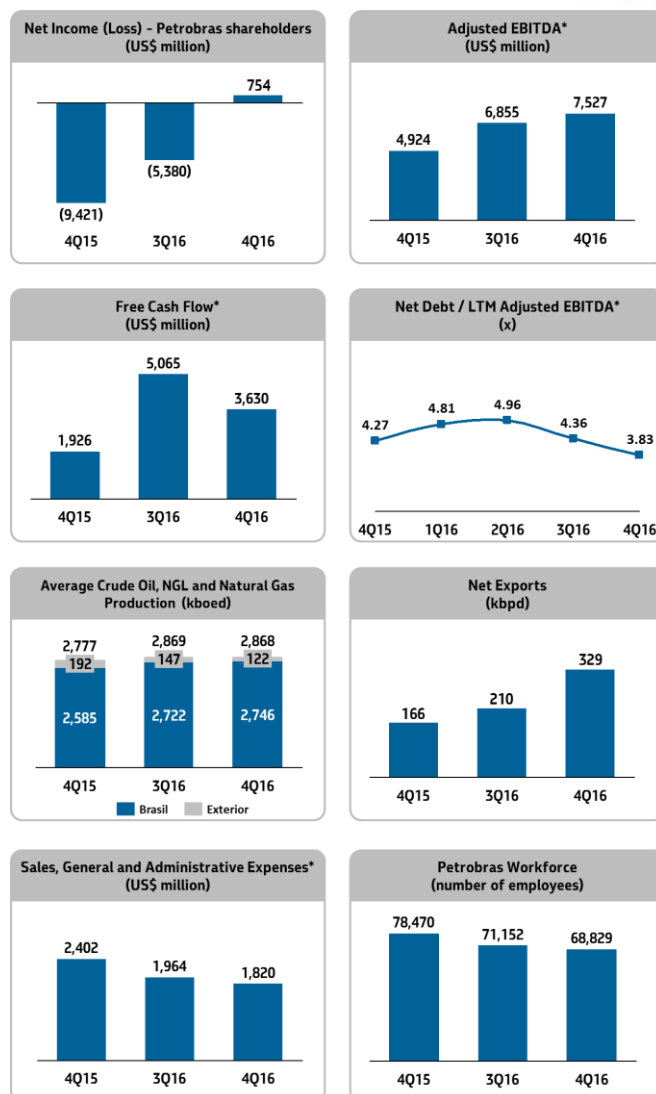 Net Income (Loss) - Petrobras shareholders
(US$ million)
754
(5,380)
(9,421)
4Q15 3Q16 4Q16
Adjusted EBITDA*
(US$ million)
7,527
6,855
4,924
4Q15 3Q16 4Q16
Free Cash Flow*
(US$ million)
5,065
3,630
1,926
4Q15 3Q16 4Q16
Net Debt / LTM Adjusted EBITDA*
(x)
4.27 4.81 4.96 4.36 3.83
4Q15 1Q16 2Q16 3Q16 4Q16
Average Crude Oil, NGL and Natural Gas
Production (kboed)
2,777 2,869 2,868
192 147 122
2,585 2,722 2,746
4Q15 3Q16 4Q16
Brasil Exterior
Net Exports
(kbpd)
329
210
166
4Q15 3Q16 4Q16
Sales, General and Administrative Expenses*
(US$ million)
2,402
1,964
1,820
4Q15 3Q16 4Q16
Petrobras Workforce
(number of employees)
78,470
71,152
68,829
4Q15 3Q16 4Q16